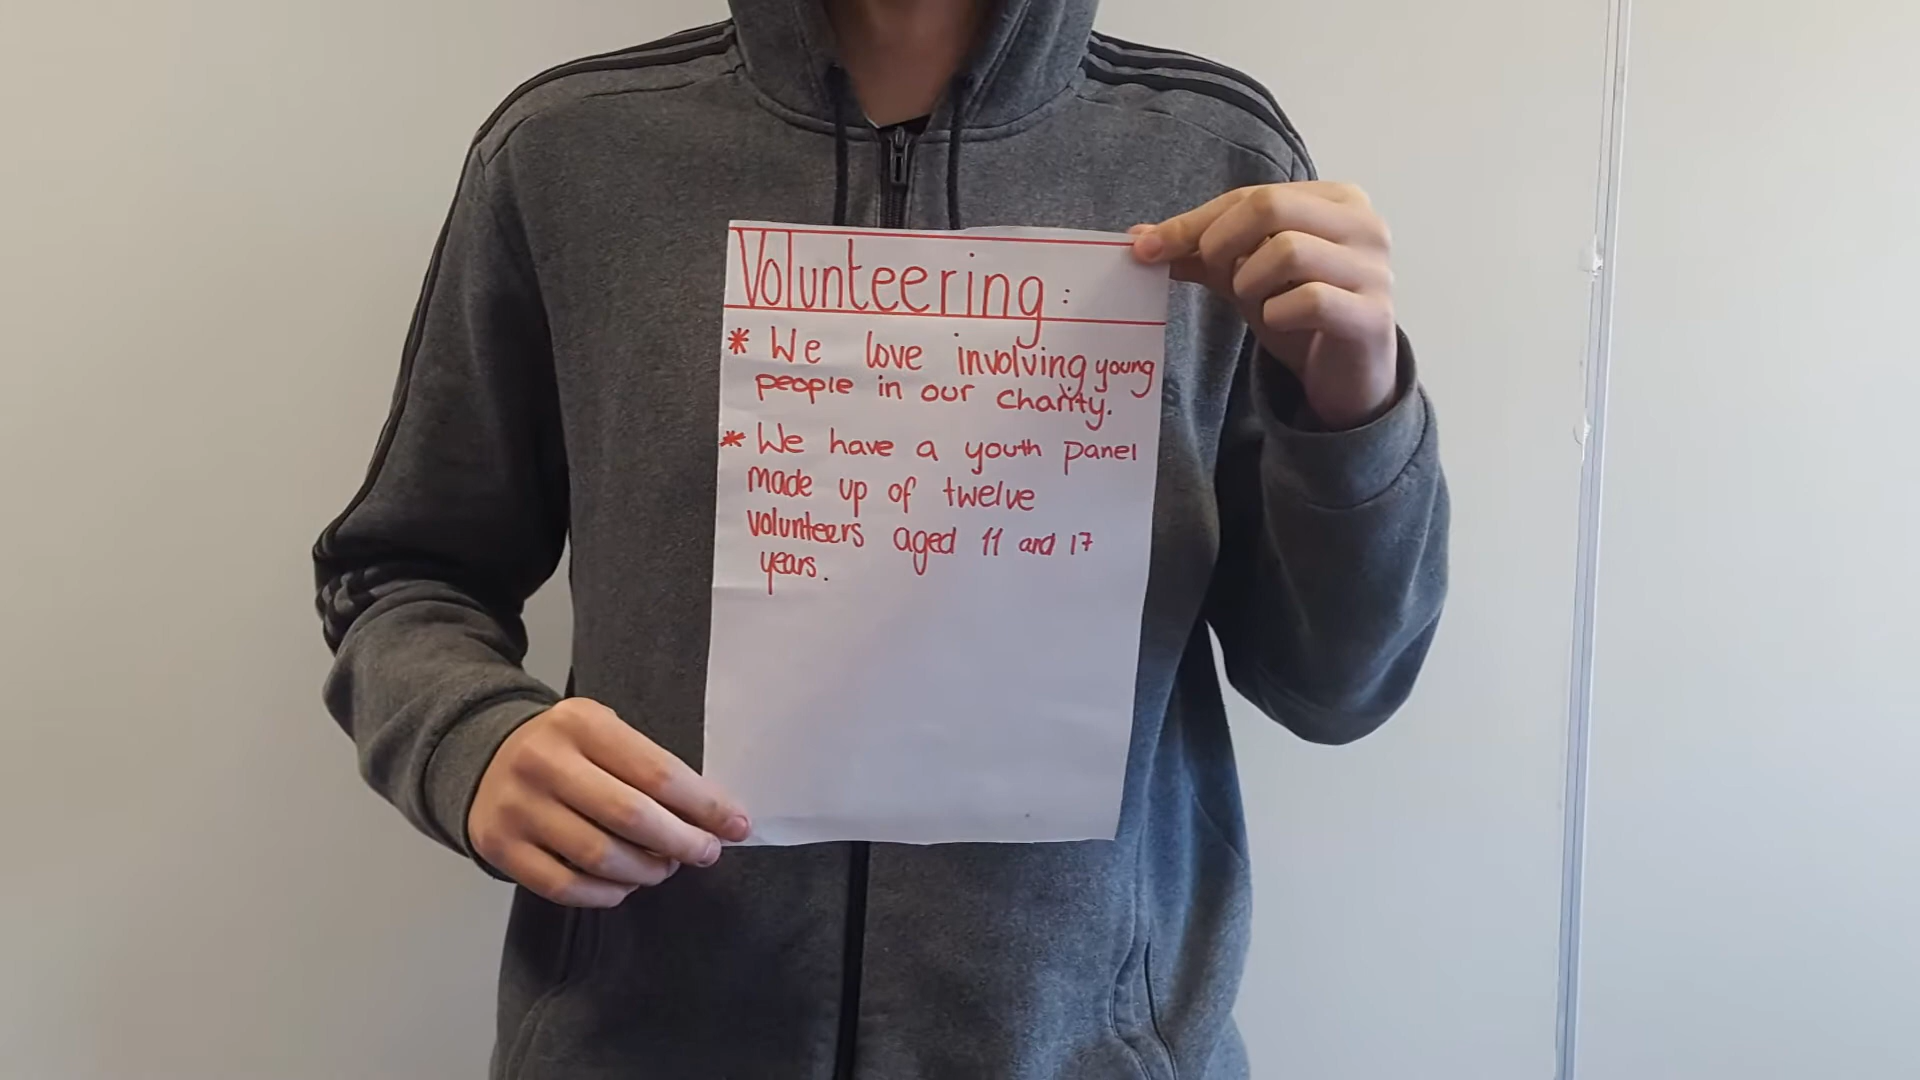 Volunteering:
* We love involving young
people in our charity.
* We have a youth panel
made up of twelve
volunteers aged 11 and 17
years.